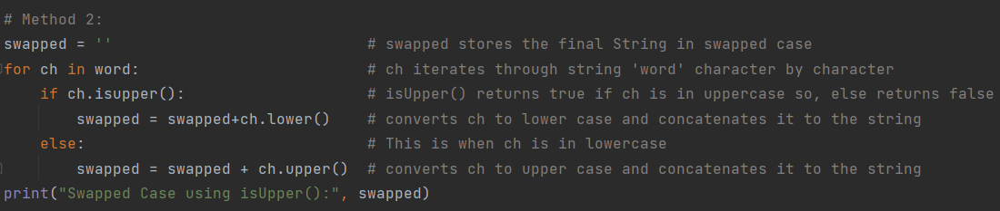 # Method 2:
swapped = '' # swapped stores the final String in swapped case
for ch in word: # ch iterates through string 'word' character by character
if ch.isupper(): # isUpper() returns true if ch is in uppercase so, else returns false
swapped = swapped+ch.lower() # converts ch to lower case and concatenates it to the string
else: # This is when ch is in lowercase
swapped = swapped + ch.upper() # converts ch to upper case and concatenates it to the string
print("Swapped Case using isUpper():", swapped)